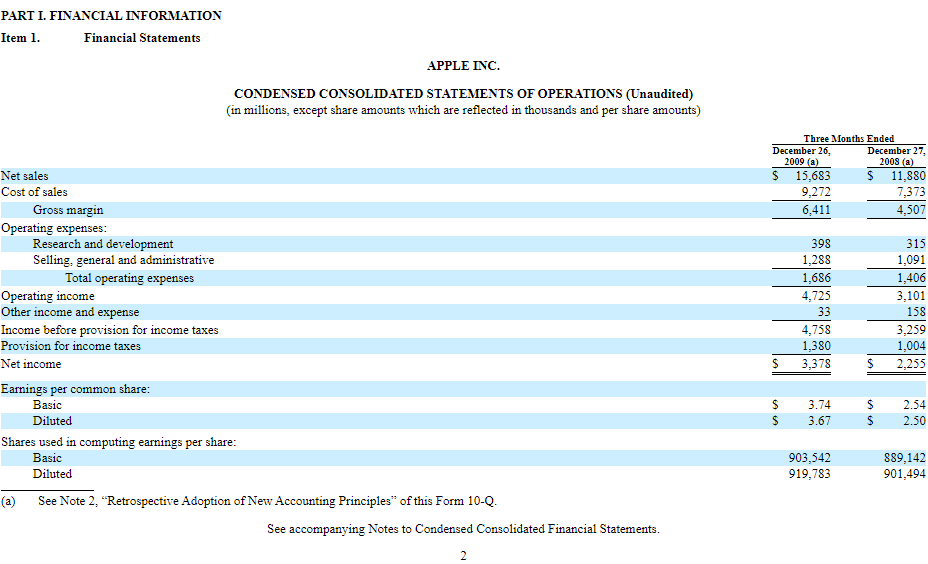 PART I. FINANCIAL INFORMATION
Item 1. Financial Statements
APPLE INC.
CONDENSED CONSOLIDATED STATEMENTS OF OPERATIONS (Unaudited)
(in millions, except share amounts which are reflected in thousands and per share amounts)
Three Months Ended
December 26, 2009 (a) December 27, 2008 (a)
Net sales $ 15,683 $ 11,880
Cost of sales 9,272 7,373
Gross margin 6,411 4,507
Operating expenses:
Research and development 398 315
Selling, general and administrative 1,288 1,091
Total operating expenses 1,686 1,406
Operating income 4,725 3,101
Other income and expense 33 158
Income before provision for income taxes 4,758 3,259
Provision for income taxes 1,380 1,004
Net income $ 3,378 $ 2,255
Earnings per common share:
Basic $ 3.74 $ 2.54
Diluted $ 3.67 $ 2.50
Shares used in computing earnings per share:
Basic 903,542 889,142
Diluted 919,783 901,494
(a) See Note 2, “Retrospective Adoption of New Accounting Principles” of this Form 10-Q.
See accompanying Notes to Condensed Consolidated Financial Statements.
2